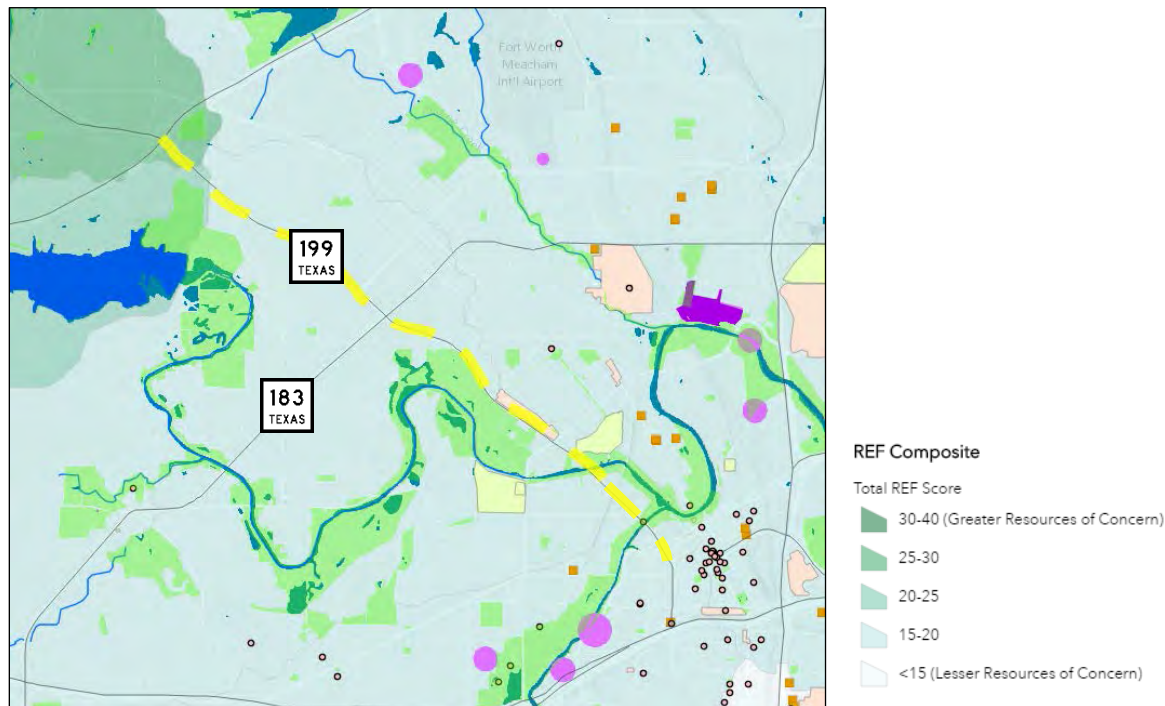 Fort Worth
Meacham
Int'l Airport
199
TEXAS
183
TEXAS
REF Composite
Total REF Score
30-40 (Greater Resources of Concern)
25-30
20-25
15-20
<15 (Lesser Resources of Concern)